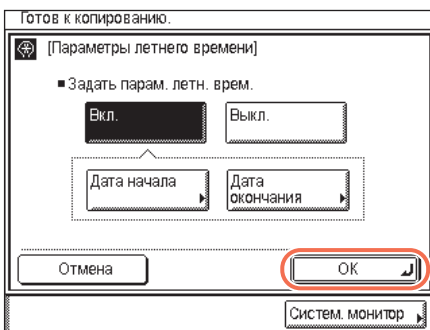 Готов к копированию.
[Параметры летнего времени]
Задать парам. летн. врем.
Вкл. Выкл.
Дата начала Дата окончания
Отмена OK
Систем. монитор